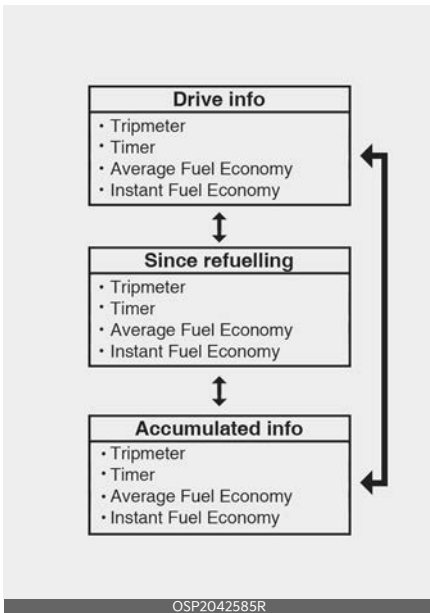 Drive info
· Tripmeter
· Timer
· Average Fuel Economy
· Instant Fuel Economy
Since refuelling
· Tripmeter
· Timer
· Average Fuel Economy
· Instant Fuel Economy
Accumulated info
· Tripmeter
· Timer
· Average Fuel Economy
· Instant Fuel Economy
OSP2042585R